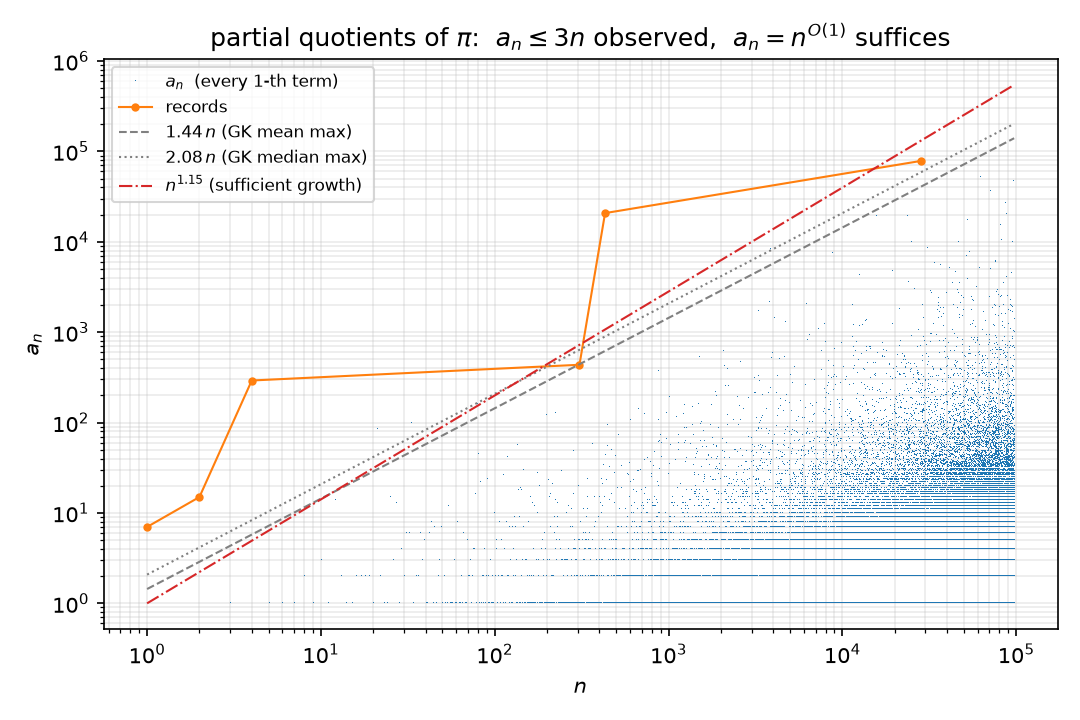 partial quotients of π: aₙ ≤ 3n observed, aₙ = n^{O(1)} suffices
10⁶
10⁵
10⁴
10³
10²
10¹
10⁰
aₙ
aₙ (every 1-th term)
records
1.44 n (GK mean max)
2.08 n (GK median max)
n^{1.15} (sufficient growth)
10⁰ 10¹ 10² 10³ 10⁴ 10⁵
n